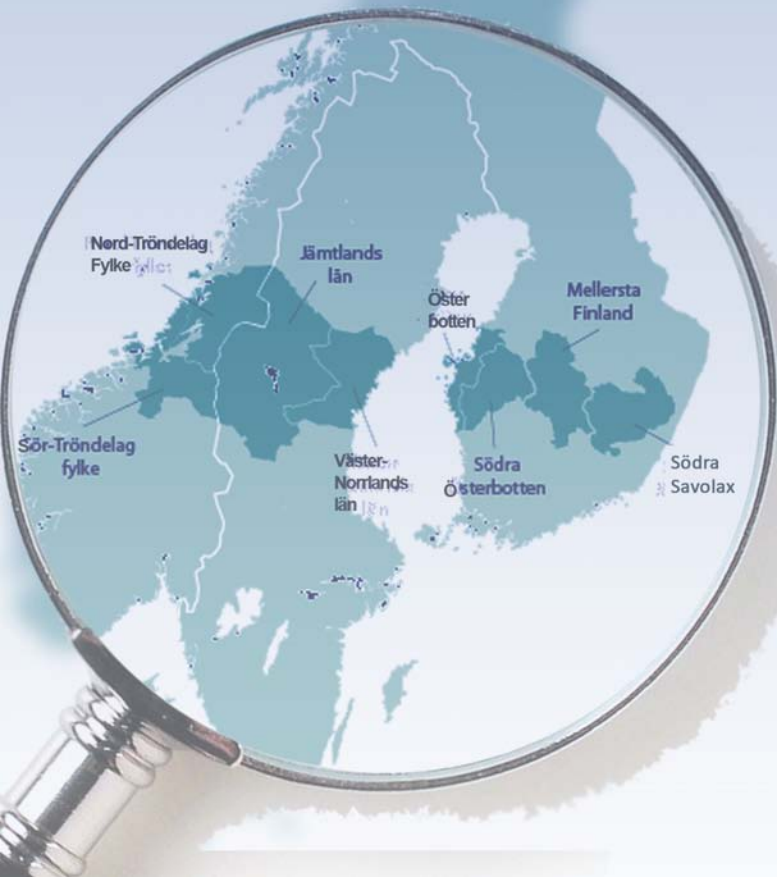 Nord-Tröndelag
Fylke
Jämtlands
län
Öster
botten
Mellersta
Finland
Sör-Tröndelag
fylke
Väster-
Norrlands
län
Södra
Österbotten
Södra
Savolax